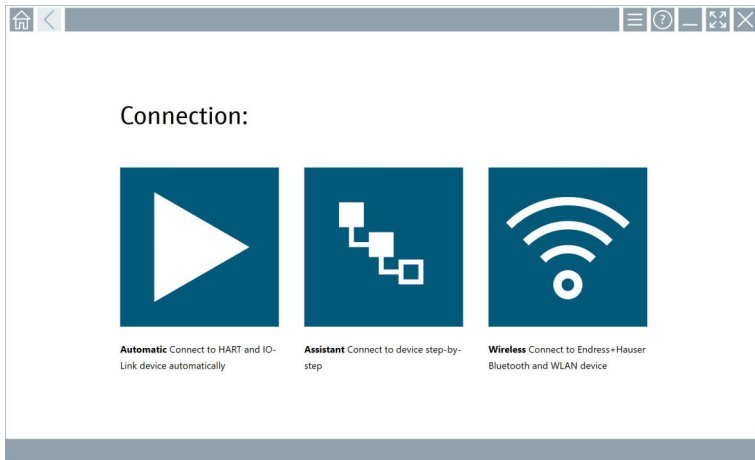 Connection:
Automatic Connect to HART and IO-
Link device automatically
Assistant Connect to device step-by-
step
Wireless Connect to Endress+Hauser
Bluetooth and WLAN device